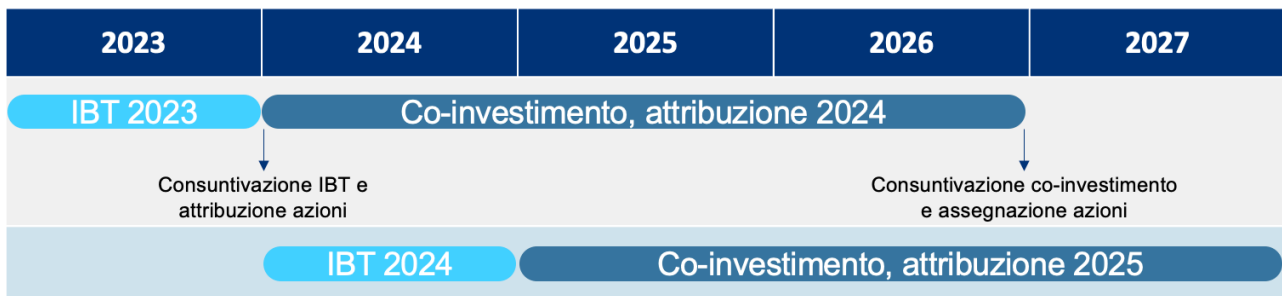 2023 2024 2025 2026 2027
IBT 2023 Co-investimento, attribuzione 2024
Consuntivazione IBT e
attribuzione azioni
Consuntivazione co-investimento
e assegnazione azioni
IBT 2024 Co-investimento, attribuzione 2025